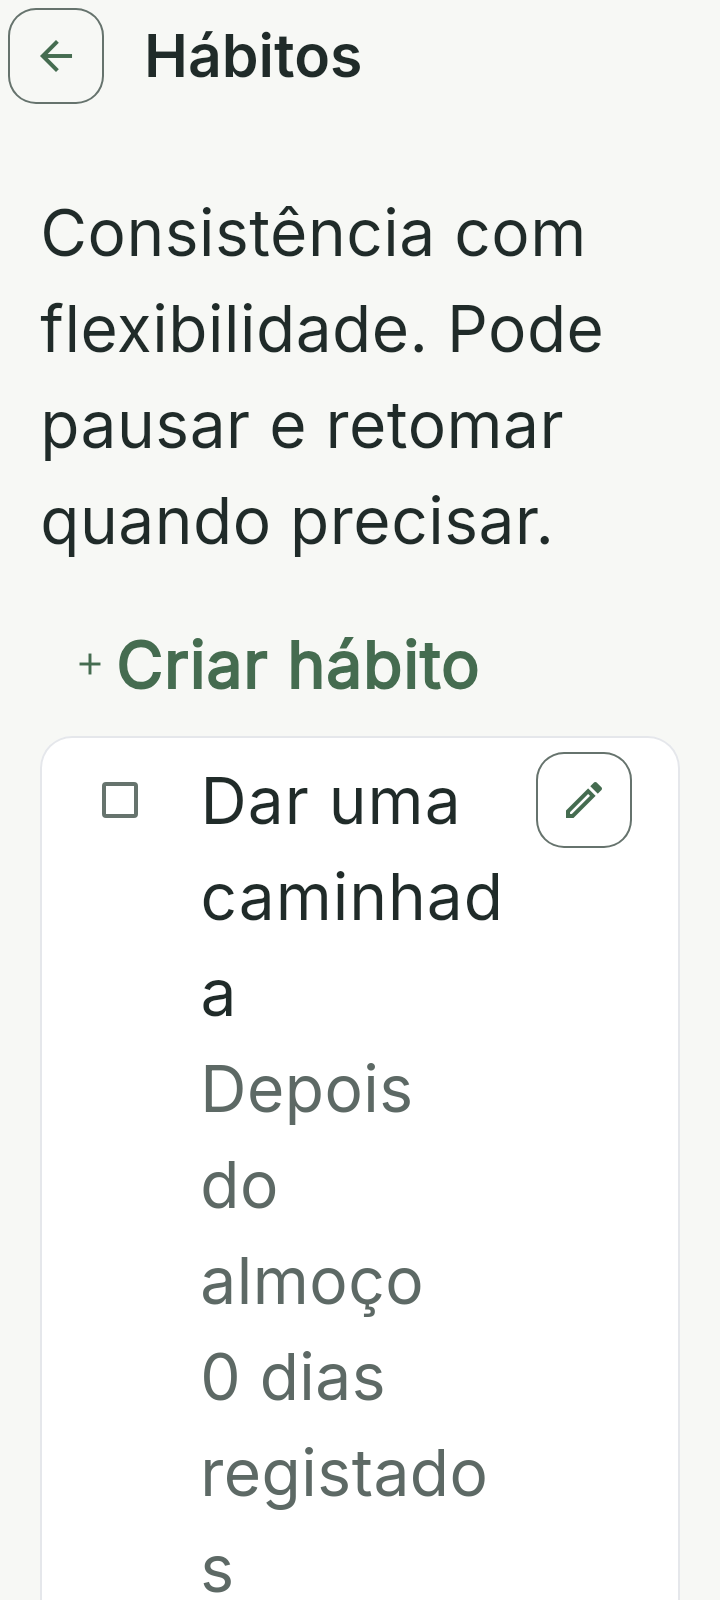 Hábitos
Consistência com
flexibilidade. Pode
pausar e retomar
quando precisar.
+ Criar hábito
Dar uma
caminhad
a
Depois
do
almoço
0 dias
registado
s